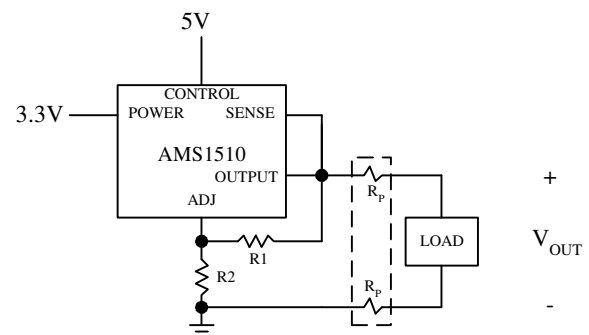 5V
CONTROL
3.3V
POWER
SENSE
AMS1510
OUTPUT
ADJ
R1
R2
RP
RP
LOAD
+
VOUT
-